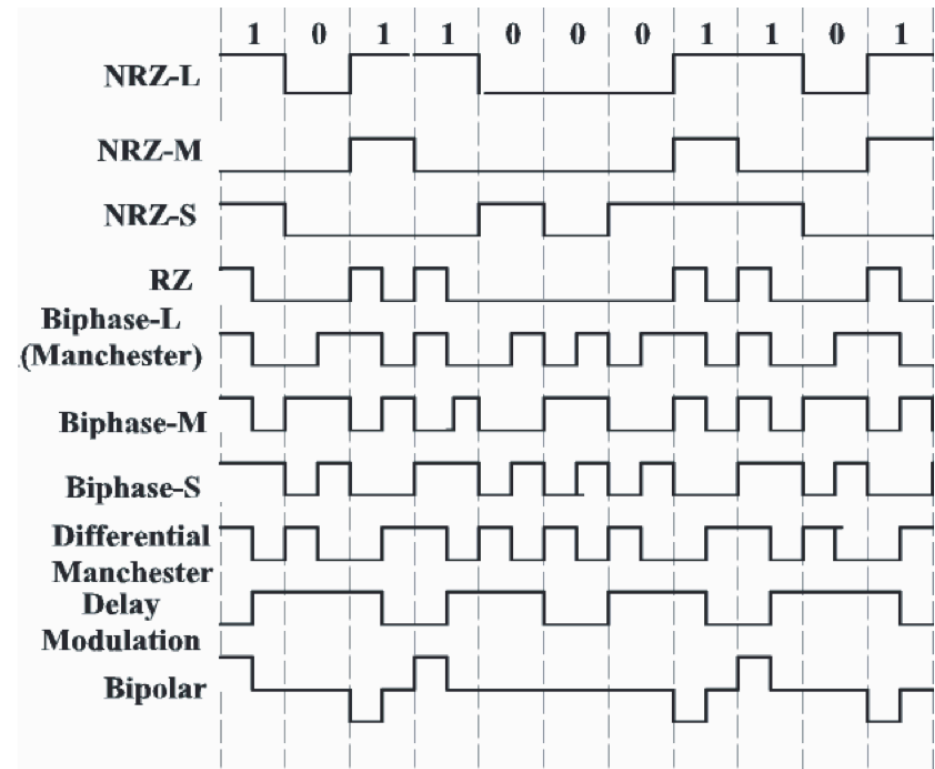 1 0 1 1 0 0 0 1 1 0 1
NRZ-L
NRZ-M
NRZ-S
RZ
Biphase-L
(Manchester)
Biphase-M
Biphase-S
Differential
Manchester
Delay
Modulation
Bipolar